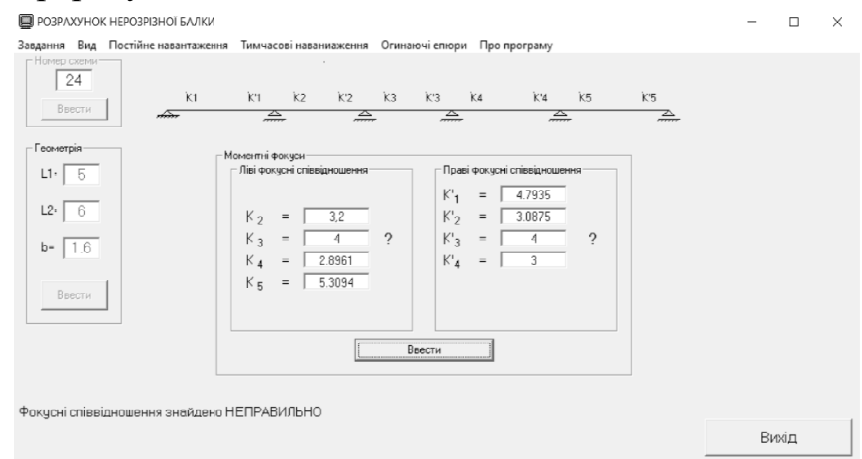 РОЗРАХУНОК НЕРОЗРІЗНОЇ БАЛКИ
Завдання Вид Постійне навантаження Тимчасові наваниаження Огинаючі епюри Про програму
Номер схеми
24
Ввести
K1 K'1 K2 K'2 K3 K'3 K4 K'4 K5 K'5
Геометрія
L1= 5
L2= 6
b= 1.6
Ввести
Моментні фокуси
Ліві фокусні співвідношення
K2 = 3,2
K3 = 4 ?
K4 = 2.8961
K5 = 5.3094
Праві фокусні співвідношення
K'1 = 4.7935
K'2 = 3.0875
K'3 = 4 ?
K'4 = 3
Ввести
Фокусні співвідношення знайдено НЕПРАВИЛЬНО
Вихід